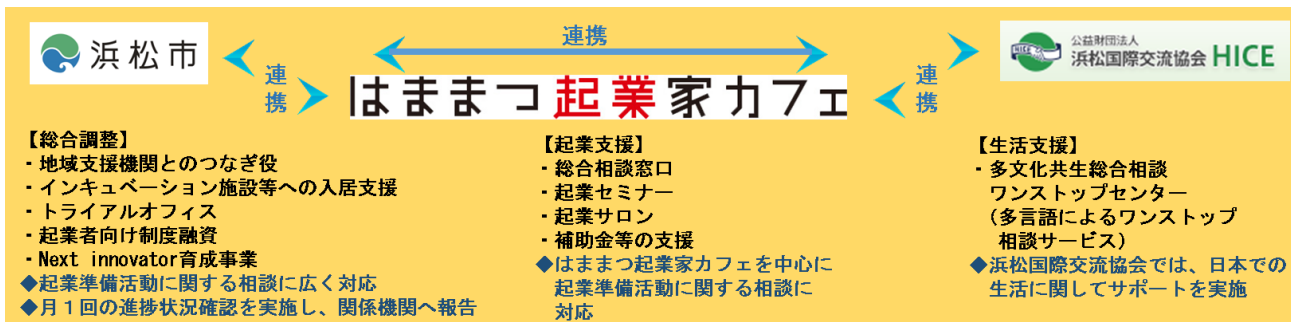 浜松市
連携
連携
はままつ起業家カフェ
連携
公益財団法人
HICE
浜松国際交流協会 HICE
【総合調整】
・地域支援機関とのつなぎ役
・インキュベーション施設等への入居支援
・トライアルオフィス
・起業者向け制度融資
・Next innovator育成事業
◆起業準備活動に関する相談に広く対応
◆月1回の進捗状況確認を実施し、関係機関へ報告
【起業支援】
・総合相談窓口
・起業セミナー
・起業サロン
・補助金等の支援
◆はままつ起業家カフェを中心に
起業準備活動に関する相談に
対応
【生活支援】
・多文化共生総合相談
ワンストップセンター
（多言語によるワンストップ
相談サービス）
◆浜松国際交流協会では、日本での
生活に関してサポートを実施